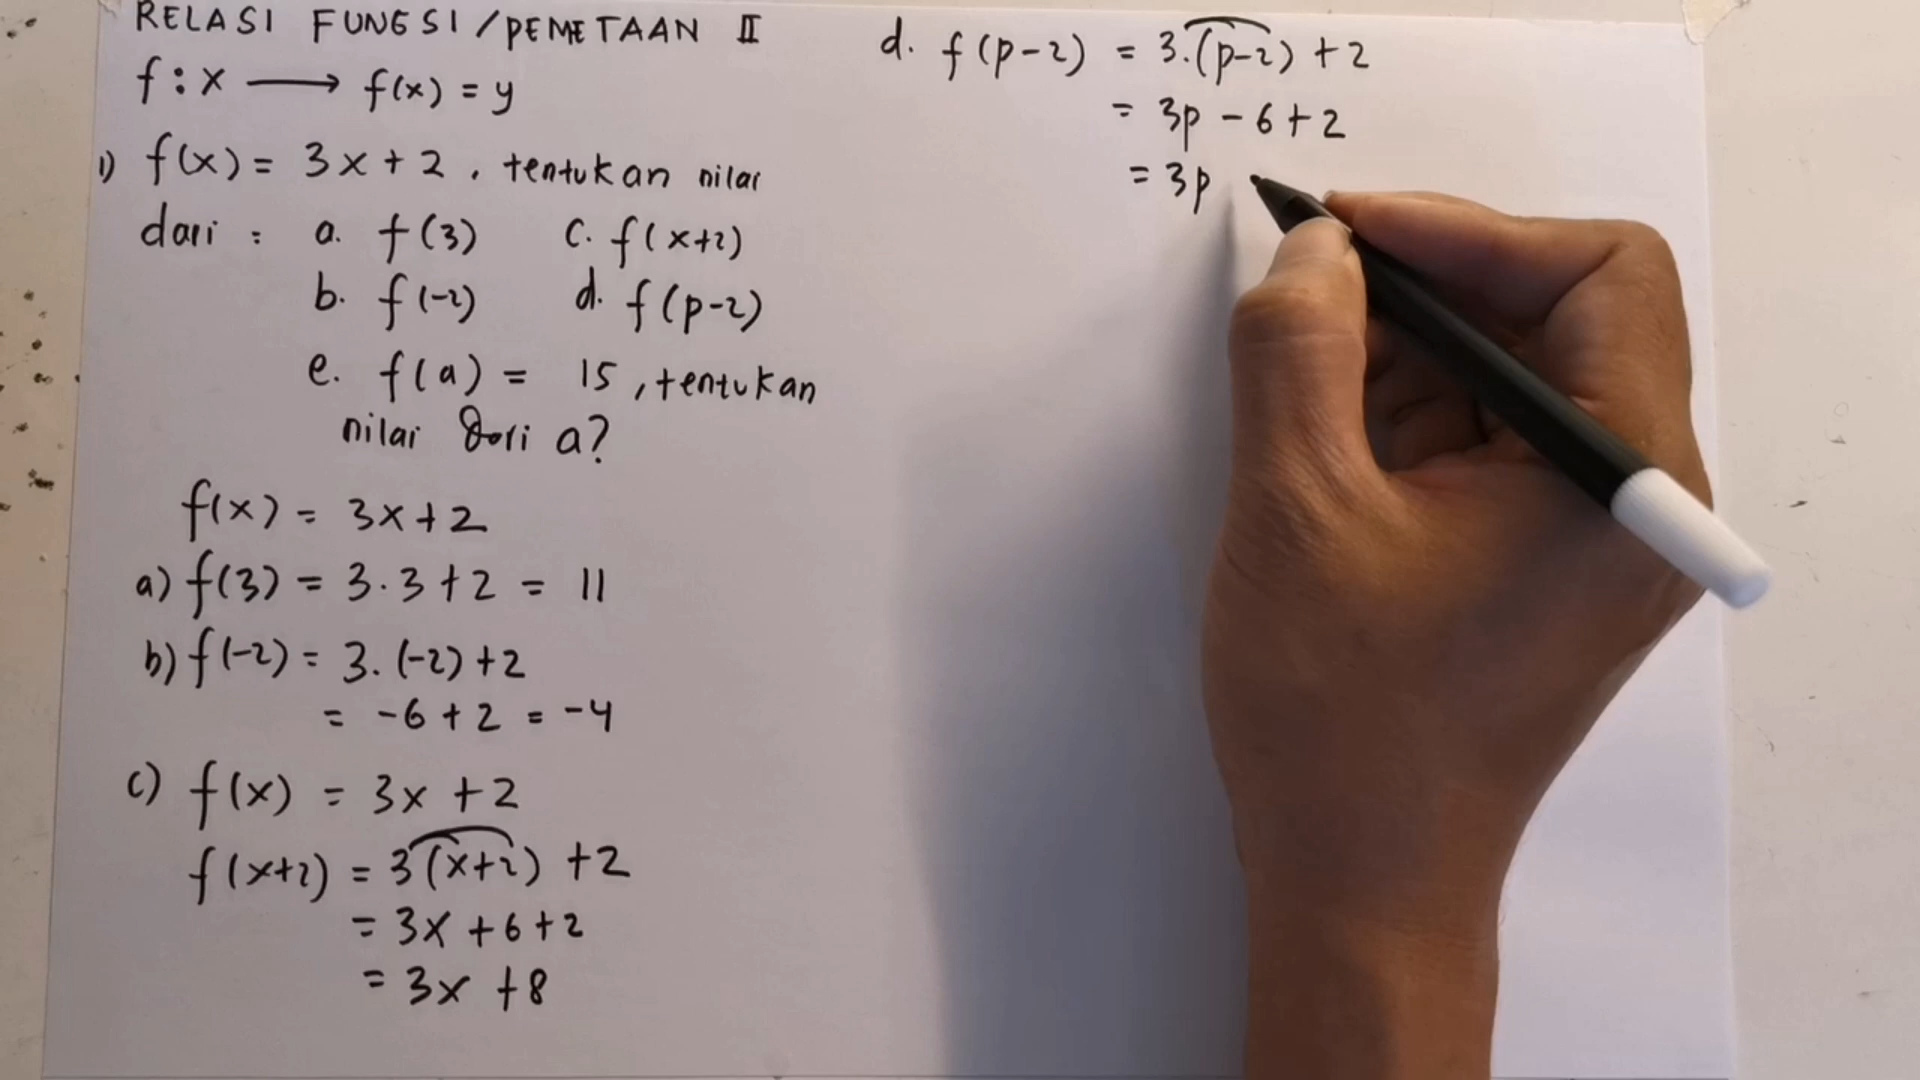 RELASI FUNGSI/PEMETAAN II
f : x ⟶ f(x) = y
1) f(x) = 3x + 2 , tentukan nilai
dari : a. f(3) c. f(x+2)
b. f(-2) d. f(p-2)
e. f(a) = 15 , tentukan
nilai dari a?
f(x) = 3x+2
a) f(3) = 3.3 + 2 = 11
b) f(-2) = 3. (-2) + 2
= -6 + 2 = -4
c) f(x) = 3x + 2
f(x+2) = 3 (x+2) + 2
= 3x + 6 + 2
= 3x + 8
d. f(p-2) = 3.(p-2) + 2
= 3p - 6 + 2
= 3p